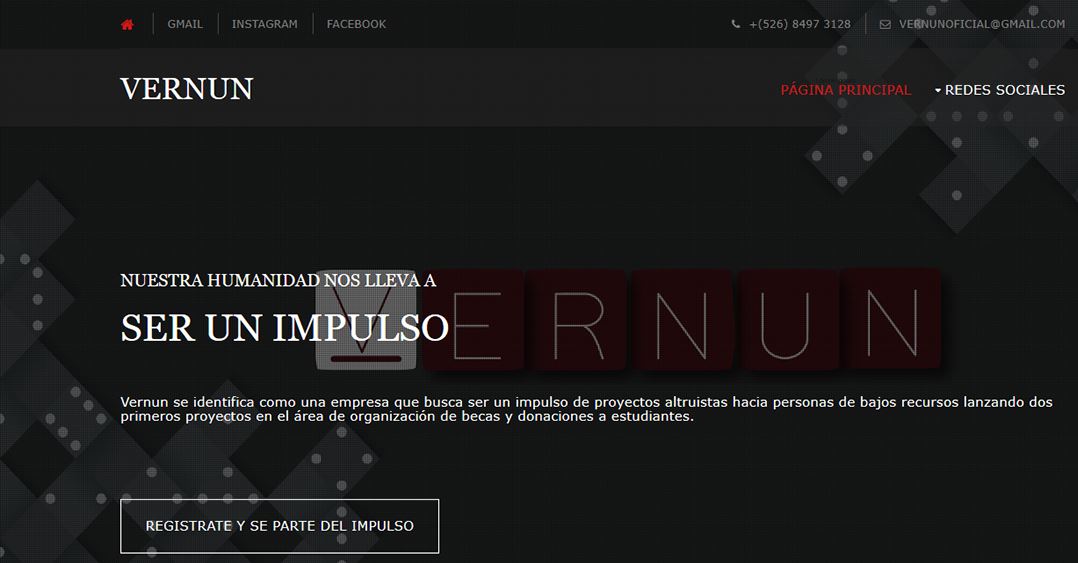 GMAIL INSTAGRAM FACEBOOK +(526) 8497 3128 VERNUNOFICIAL@GMAIL.COM
VERNUN PÁGINA PRINCIPAL REDES SOCIALES
NUESTRA HUMANIDAD NOS LLEVA A
SER UN IMPULSO
VERNUN
Vernun se identifica como una empresa que busca ser un impulso de proyectos altruistas hacia personas de bajos recursos lanzando dos
primeros proyectos en el área de organización de becas y donaciones a estudiantes.
REGISTRATE Y SE PARTE DEL IMPULSO